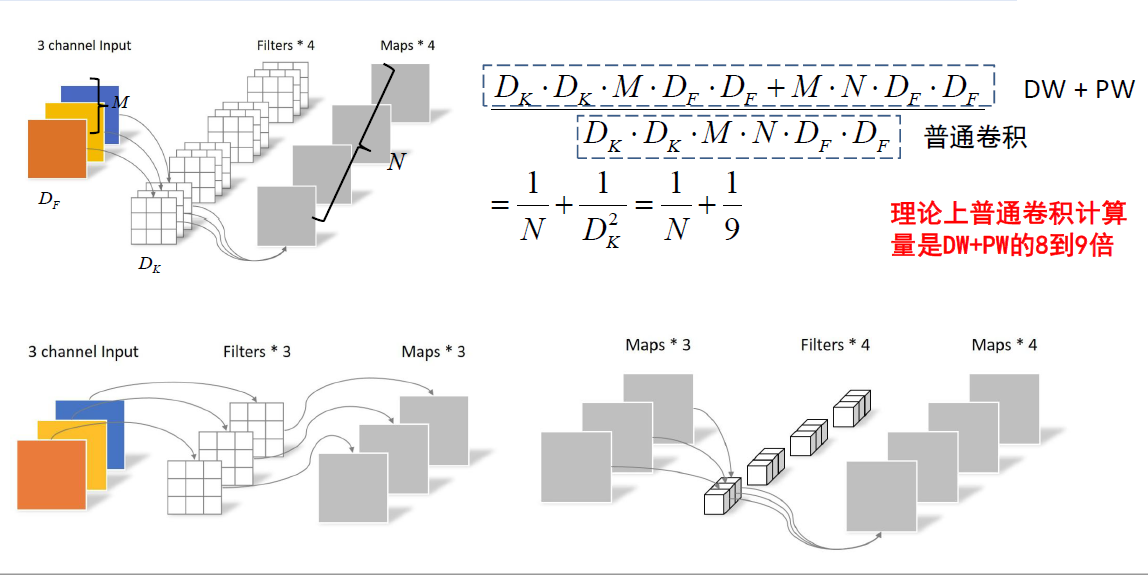 3 channel Input
Filters * 4
Maps * 4
M
N
D_F
D_K
D_K · D_K · M · D_F · D_F + M · N · D_F · D_F
DW + PW
D_K · D_K · M · N · D_F · D_F
普通卷积
= 1/N + 1/D_K^2 = 1/N + 1/9
理论上普通卷积计算
量是DW+PW的8到9倍
3 channel Input
Filters * 3
Maps * 3
Maps * 3
Filters * 4
Maps * 4